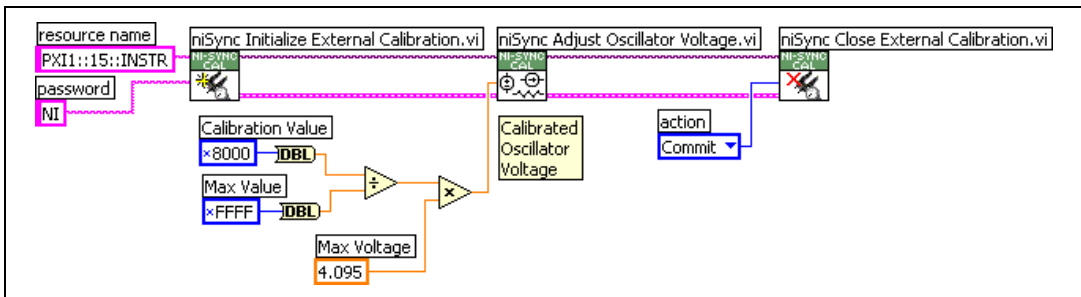 resource name
niSync Initialize External Calibration.vi
niSync Adjust Oscillator Voltage.vi
niSync Close External Calibration.vi
PXI1::15::INSTR
NI-SYNC
CAL
NI-SYNC
CAL
NI-SYNC
CAL
password
NI
Calibration Value
×8000
DBL
Max Value
×FFFF
DBL
÷
×
Calibrated
Oscillator
Voltage
action
Commit
Max Voltage
4.095